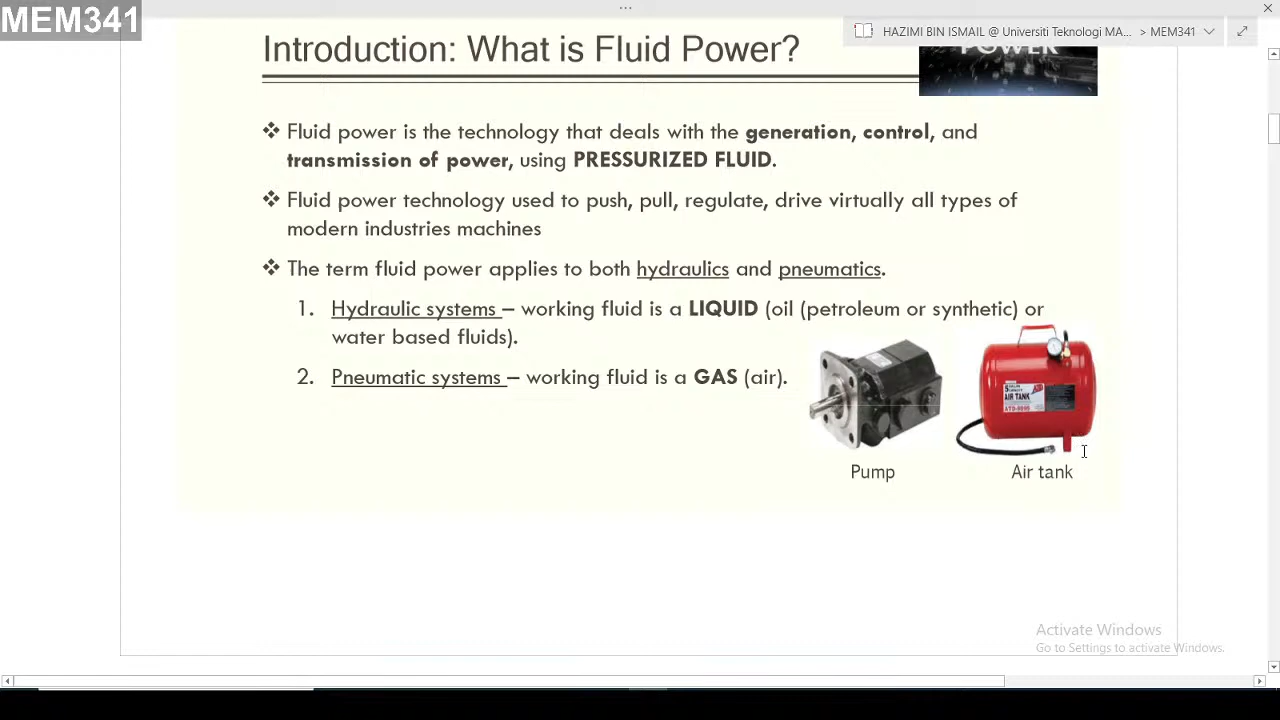 MEM341
HAZIMI BIN ISMAIL @ Universiti Teknologi MA... > MEM341
POWER
Introduction: What is Fluid Power?
❖ Fluid power is the technology that deals with the generation, control, and
transmission of power, using PRESSURIZED FLUID.
❖ Fluid power technology used to push, pull, regulate, drive virtually all types of
modern industries machines
❖ The term fluid power applies to both hydraulics and pneumatics.
1. Hydraulic systems – working fluid is a LIQUID (oil (petroleum or synthetic) or
water based fluids).
2. Pneumatic systems – working fluid is a GAS (air).
AIR TANK
Pump
Air tank
Activate Windows
Go to Settings to activate Windows.